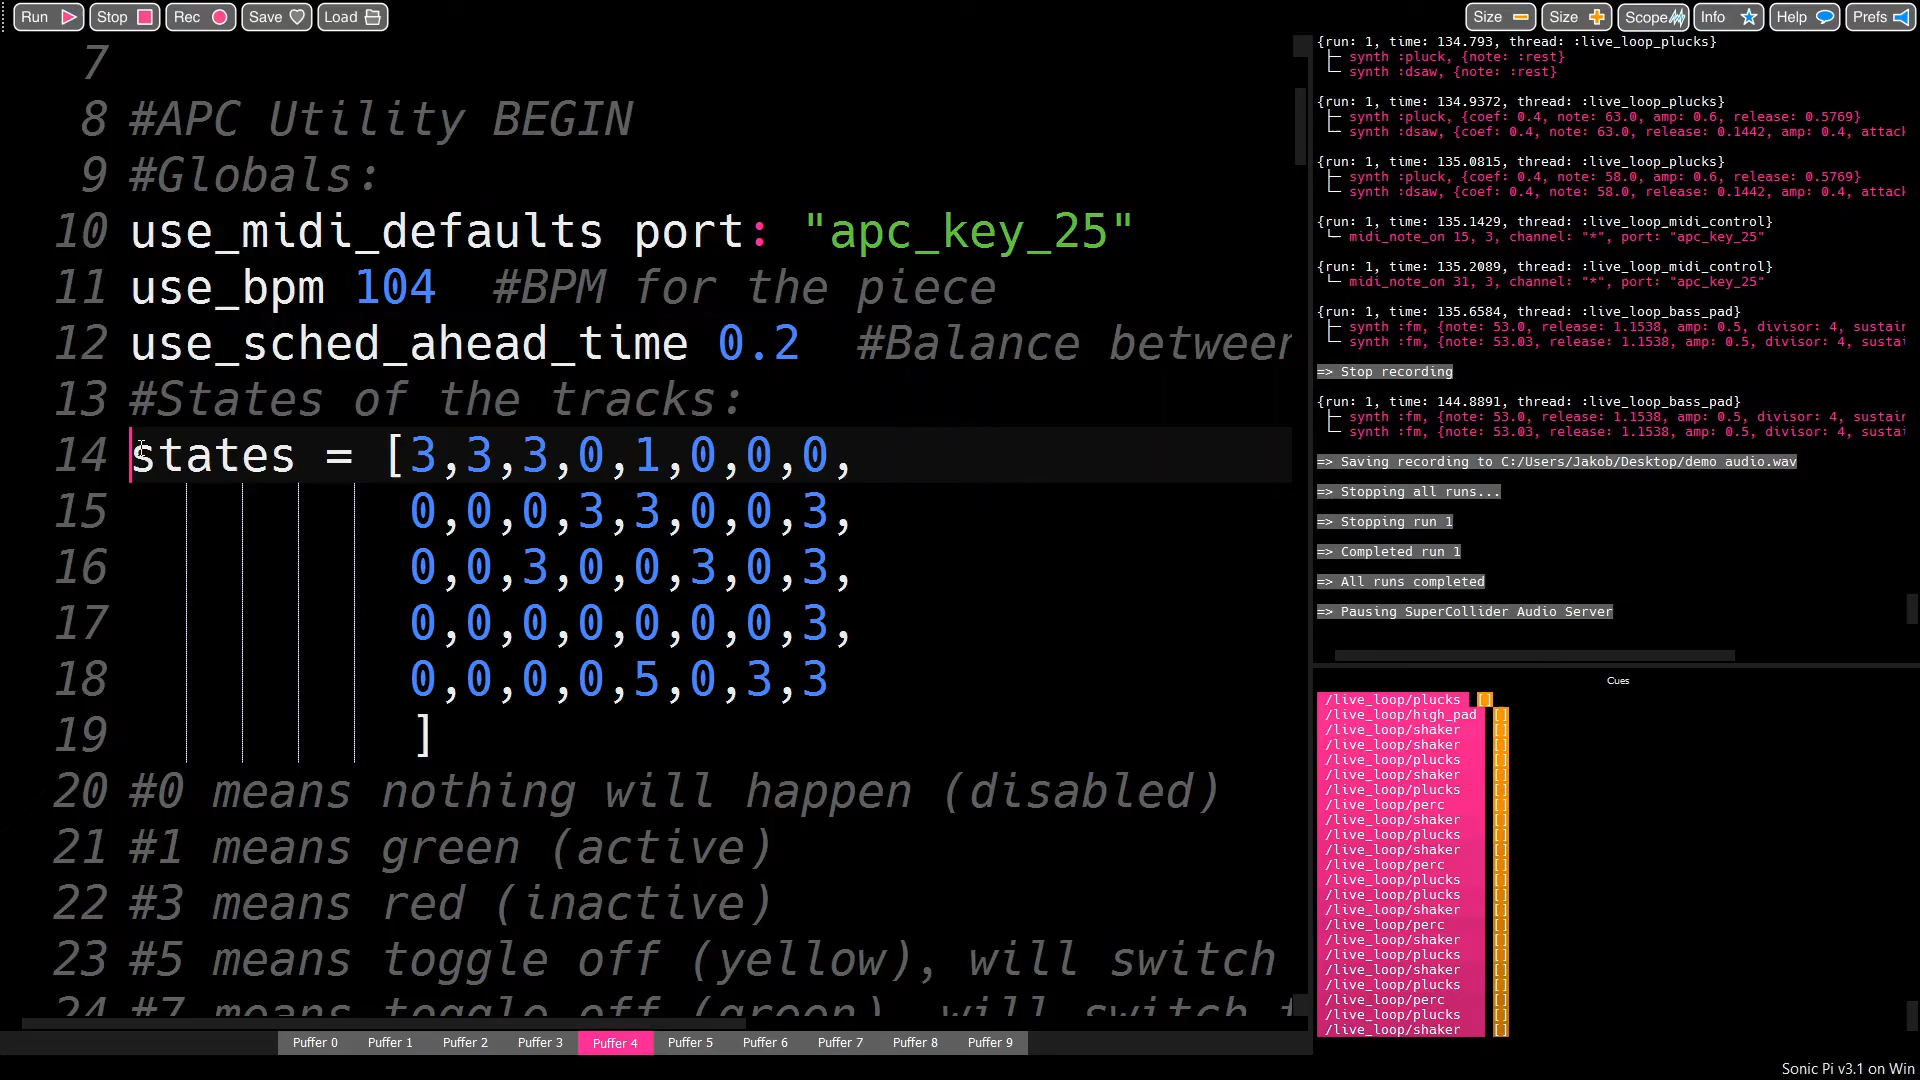 Run Stop Rec Save Load Size Size Scope Info Help Prefs
7
8 #APC Utility BEGIN
9 #Globals:
10 use_midi_defaults port: "apc_key_25"
11 use_bpm 104 #BPM for the piece
12 use_sched_ahead_time 0.2 #Balance between
13 #States of the tracks:
14 states = [3,3,3,0,1,0,0,0,
15 0,0,0,3,3,0,0,3,
16 0,0,3,0,0,3,0,3,
17 0,0,0,0,0,0,0,3,
18 0,0,0,0,5,0,3,3
19 ]
20 #0 means nothing will happen (disabled)
21 #1 means green (active)
22 #3 means red (inactive)
23 #5 means toggle off (yellow), will switch
24 #7 means toggle off (green), will switch
Puffer 0 Puffer 1 Puffer 2 Puffer 3 Puffer 4 Puffer 5 Puffer 6 Puffer 7 Puffer 8 Puffer 9
{run: 1, time: 134.793, thread: :live_loop_plucks}
synth :pluck, {note: :rest}
synth :dsaw, {note: :rest}
{run: 1, time: 134.9372, thread: :live_loop_plucks}
synth :pluck, {coef: 0.4, note: 63.0, amp: 0.6, release: 0.5769}
synth :dsaw, {coef: 0.4, note: 63.0, release: 0.1442, amp: 0.4, attac
{run: 1, time: 135.0815, thread: :live_loop_plucks}
synth :pluck, {coef: 0.4, note: 58.0, amp: 0.6, release: 0.5769}
synth :dsaw, {coef: 0.4, note: 58.0, release: 0.1442, amp: 0.4, attac
{run: 1, time: 135.1429, thread: :live_loop_midi_control}
midi_note_on 15, 3, channel: "*", port: "apc_key_25"
{run: 1, time: 135.2089, thread: :live_loop_midi_control}
midi_note_on 31, 3, channel: "*", port: "apc_key_25"
{run: 1, time: 135.6584, thread: :live_loop_bass_pad}
synth :fm, {note: 53.0, release: 1.1538, amp: 0.5, divisor: 4, sustain
synth :fm, {note: 53.03, release: 1.1538, amp: 0.5, divisor: 4, sustai
=> Stop recording
{run: 1, time: 144.8891, thread: :live_loop_bass_pad}
synth :fm, {note: 53.0, release: 1.1538, amp: 0.5, divisor: 4, sustain
synth :fm, {note: 53.03, release: 1.1538, amp: 0.5, divisor: 4, sustai
=> Saving recording to C:/Users/Jakob/Desktop/demo_audio.wav
=> Stopping all runs...
=> Stopping run 1
=> Completed run 1
=> All runs completed
=> Pausing SuperCollider Audio Server
Cues
/live_loop/plucks []
/live_loop/high_pad []
/live_loop/shaker []
/live_loop/shaker []
/live_loop/plucks []
/live_loop/shaker []
/live_loop/plucks []
/live_loop/perc []
/live_loop/shaker []
/live_loop/plucks []
/live_loop/shaker []
/live_loop/perc []
/live_loop/plucks []
/live_loop/plucks []
/live_loop/shaker []
/live_loop/perc []
/live_loop/shaker []
/live_loop/plucks []
/live_loop/shaker []
/live_loop/plucks []
/live_loop/perc []
/live_loop/plucks []
/live_loop/shaker []
Sonic Pi v3.1 on Win